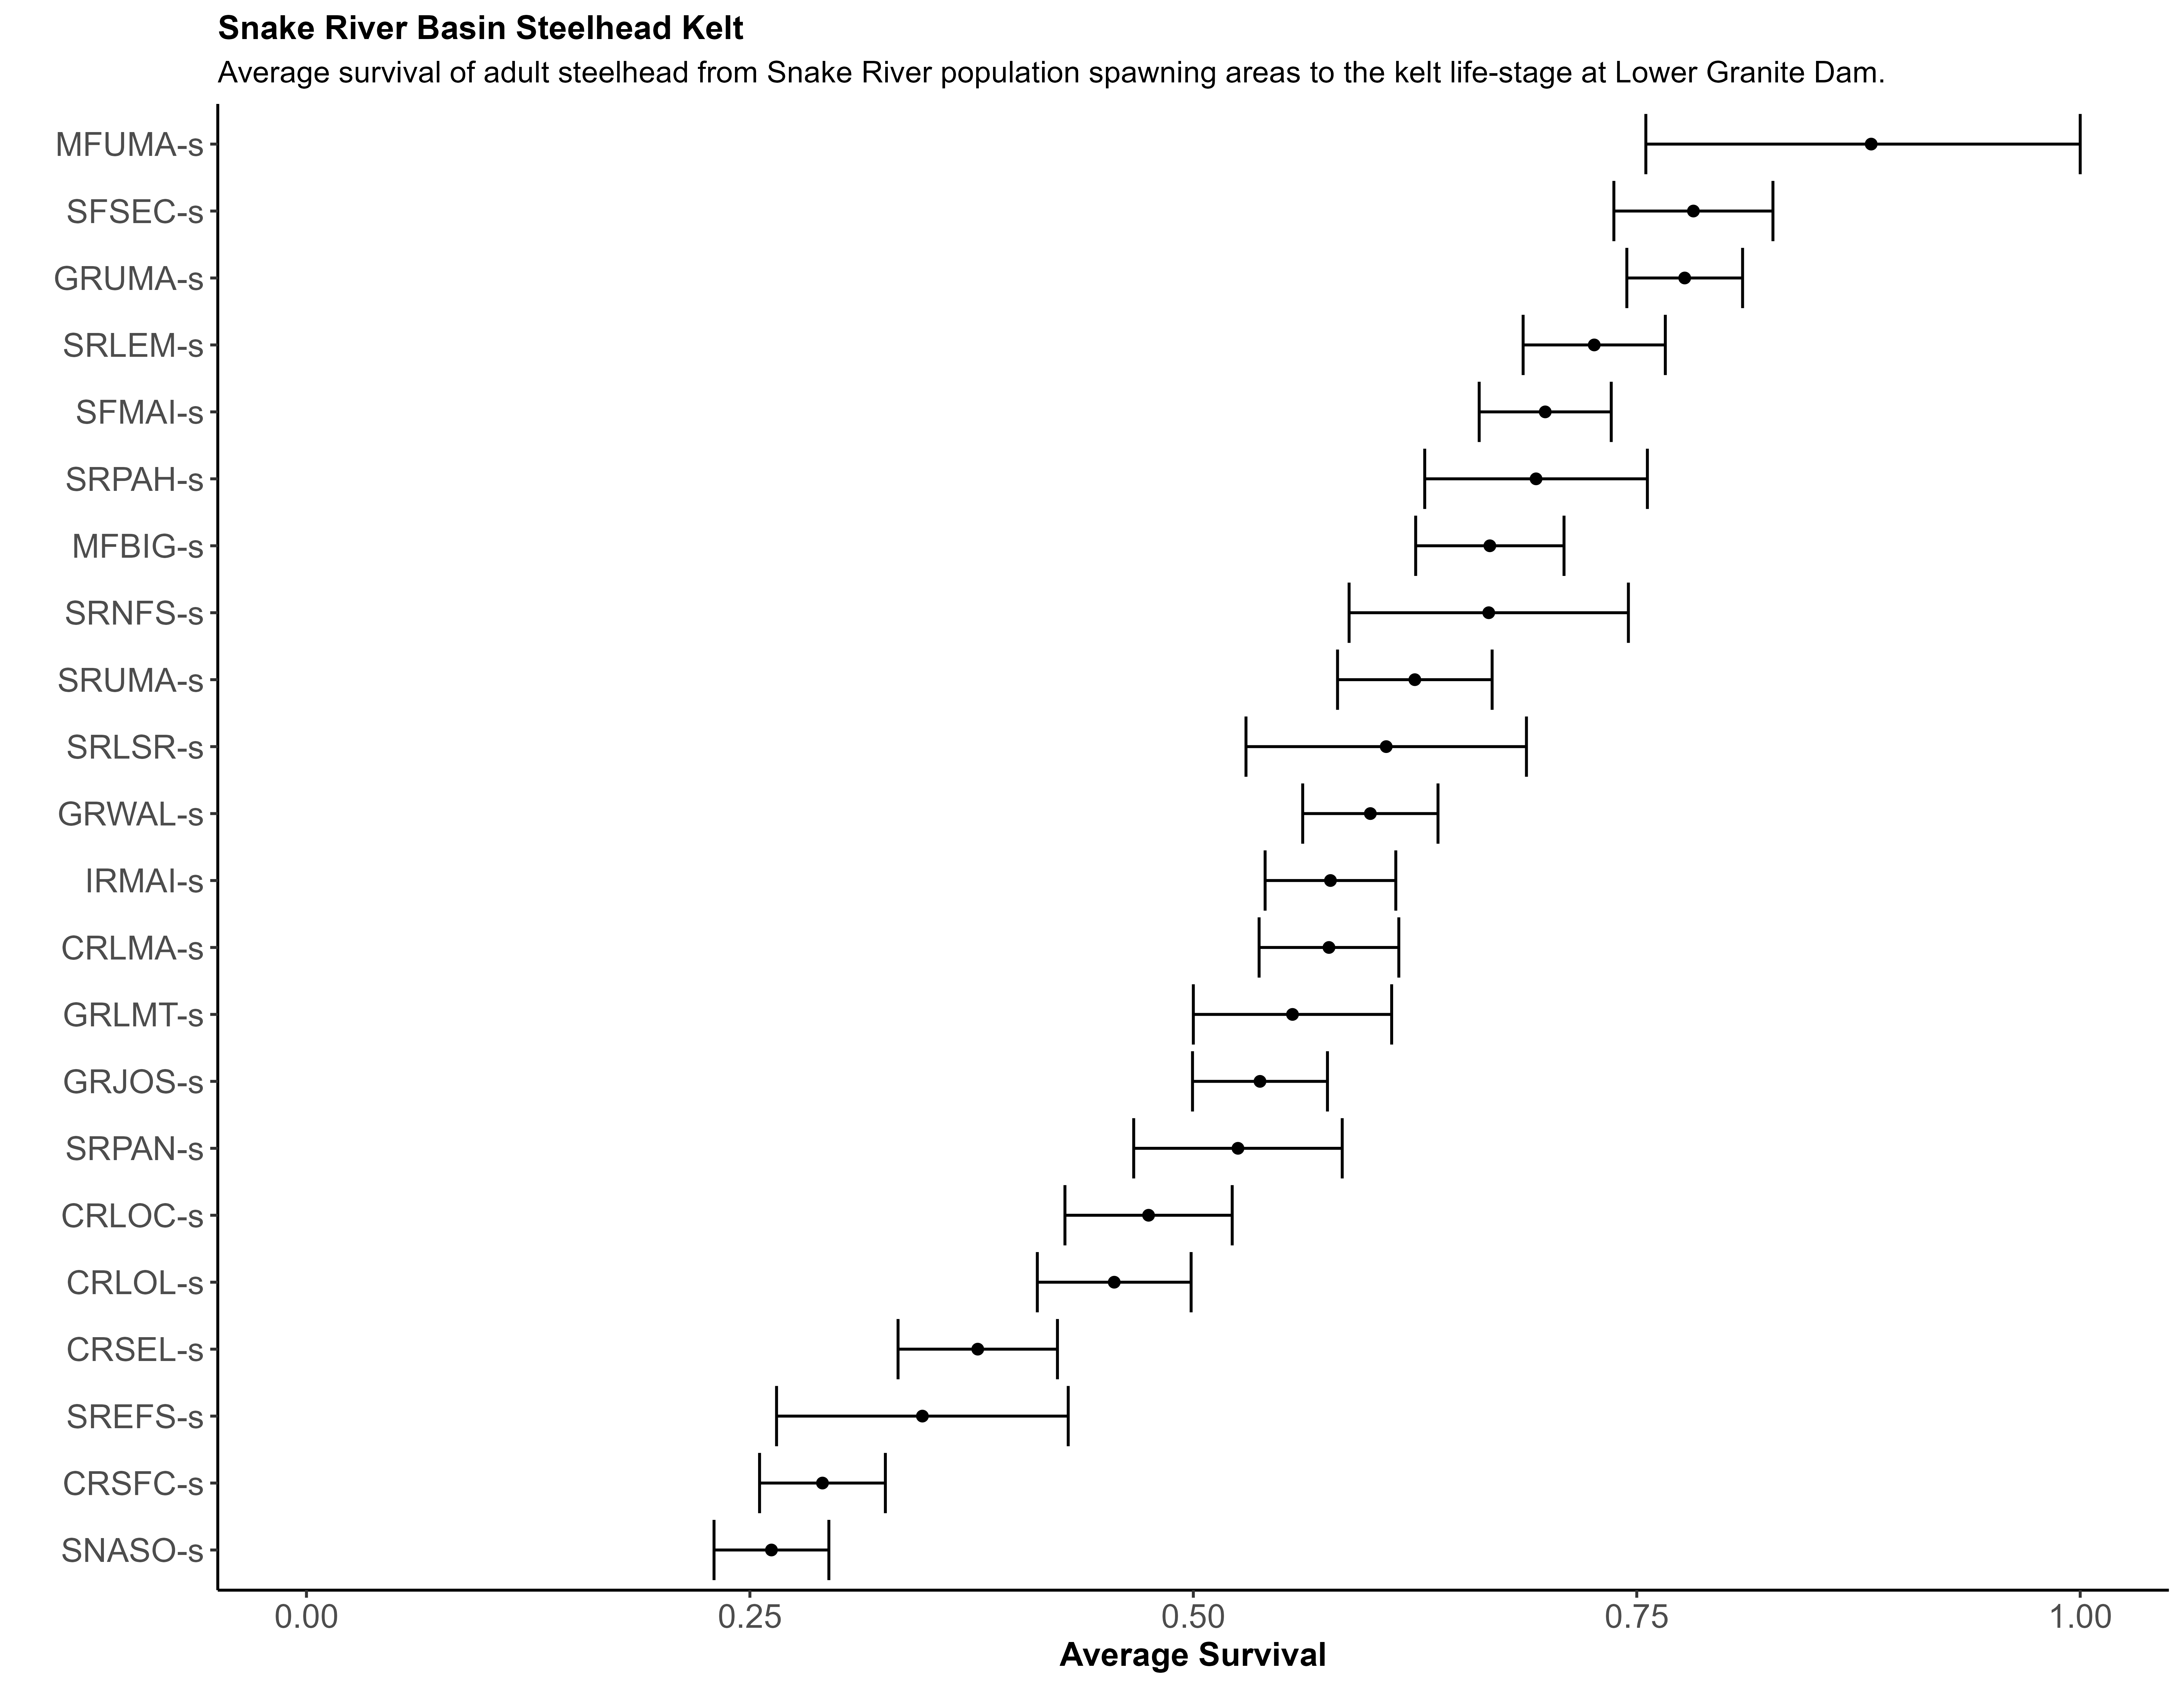 Snake River Basin Steelhead Kelt
Average survival of adult steelhead from Snake River population spawning areas to the kelt life-stage at Lower Granite Dam.
MFUMA-s
SFSEC-s
GRUMA-s
SRLEM-s
SFMAI-s
SRPAH-s
MFBIG-s
SRNFS-s
SRUMA-s
SRLSR-s
GRWAL-s
IRMAI-s
CRLMA-s
GRLMT-s
GRJOS-s
SRPAN-s
CRLOC-s
CRLOL-s
CRSEL-s
SREFS-s
CRSFC-s
SNASO-s
0.00 0.25 0.50 0.75 1.00
Average Survival